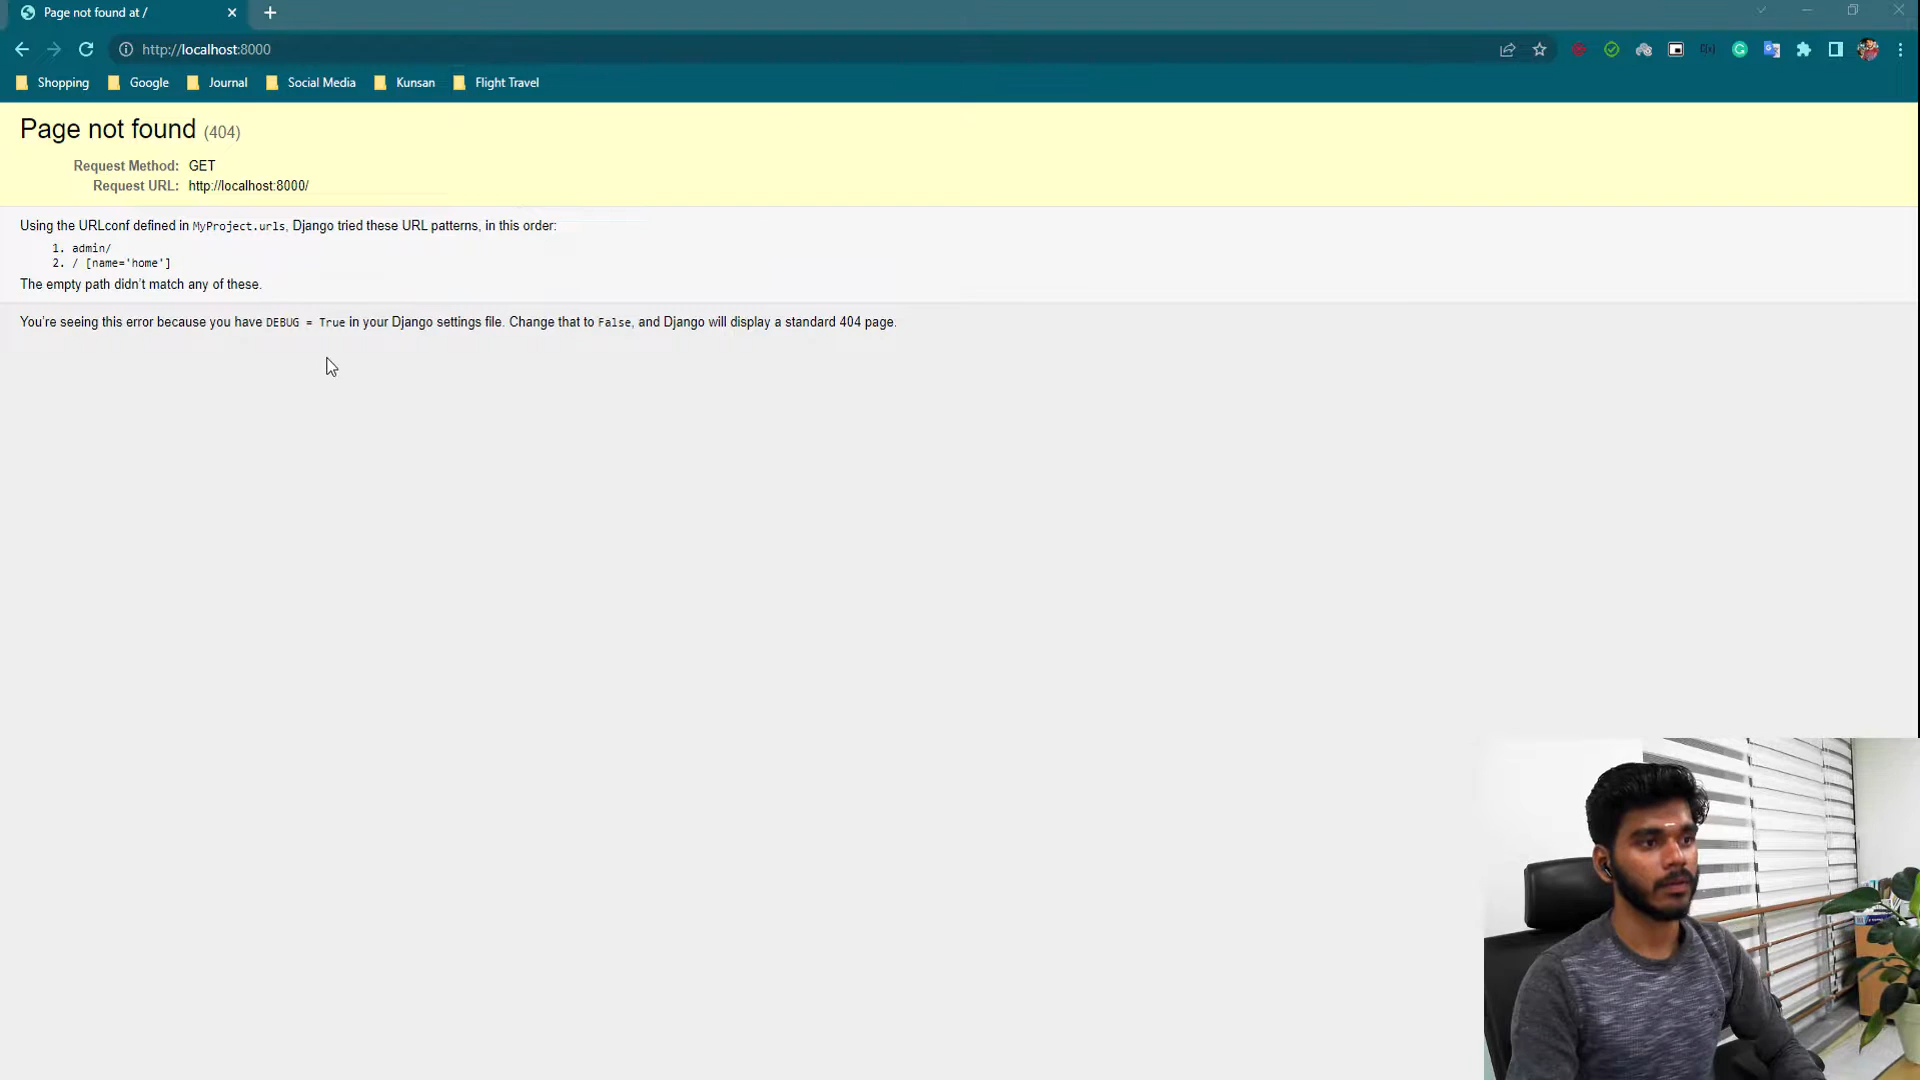 Page not found at /
http://localhost:8000
Shopping
Google
Journal
Social Media
Kunsan
Flight Travel
Page not found (404)
Request Method: GET
Request URL: http://localhost:8000/
Using the URLconf defined in MyProject.urls, Django tried these URL patterns, in this order:
1. admin/
2. / [name='home']
The empty path didn't match any of these.
You're seeing this error because you have DEBUG = True in your Django settings file. Change that to False, and Django will display a standard 404 page.